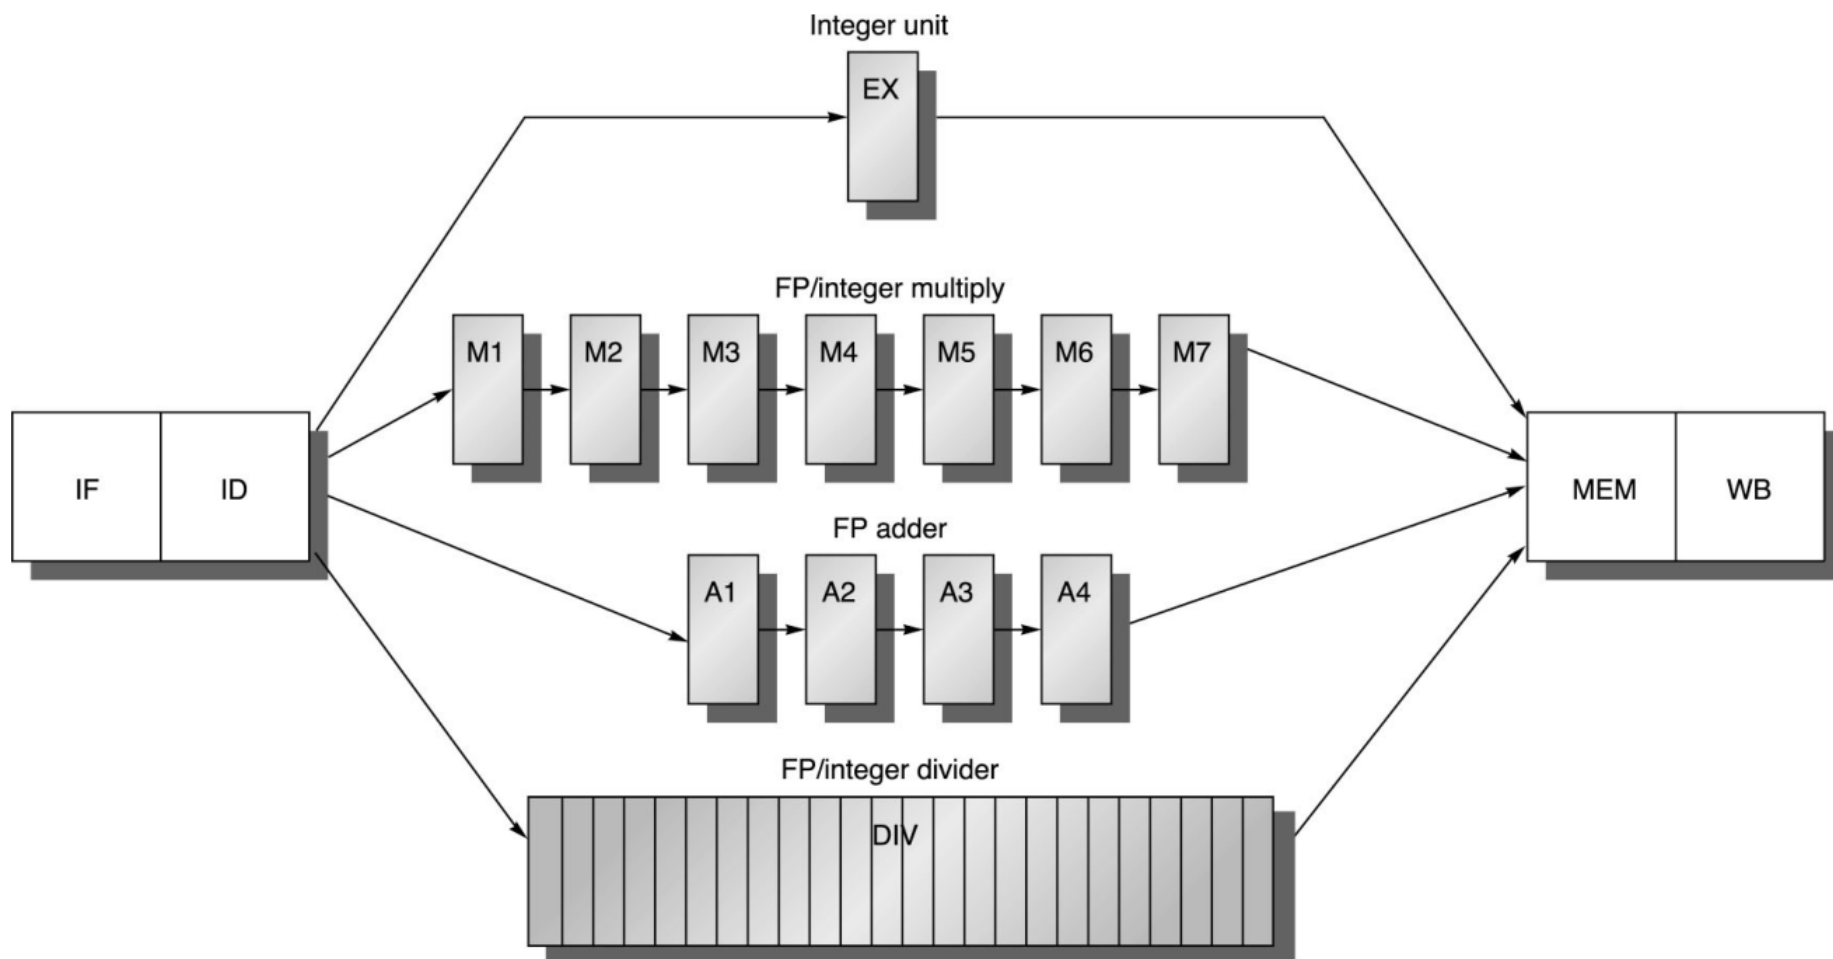 Integer unit
EX
FP/integer multiply
M1 M2 M3 M4 M5 M6 M7
IF ID
MEM WB
FP adder
A1 A2 A3 A4
FP/integer divider
DIV